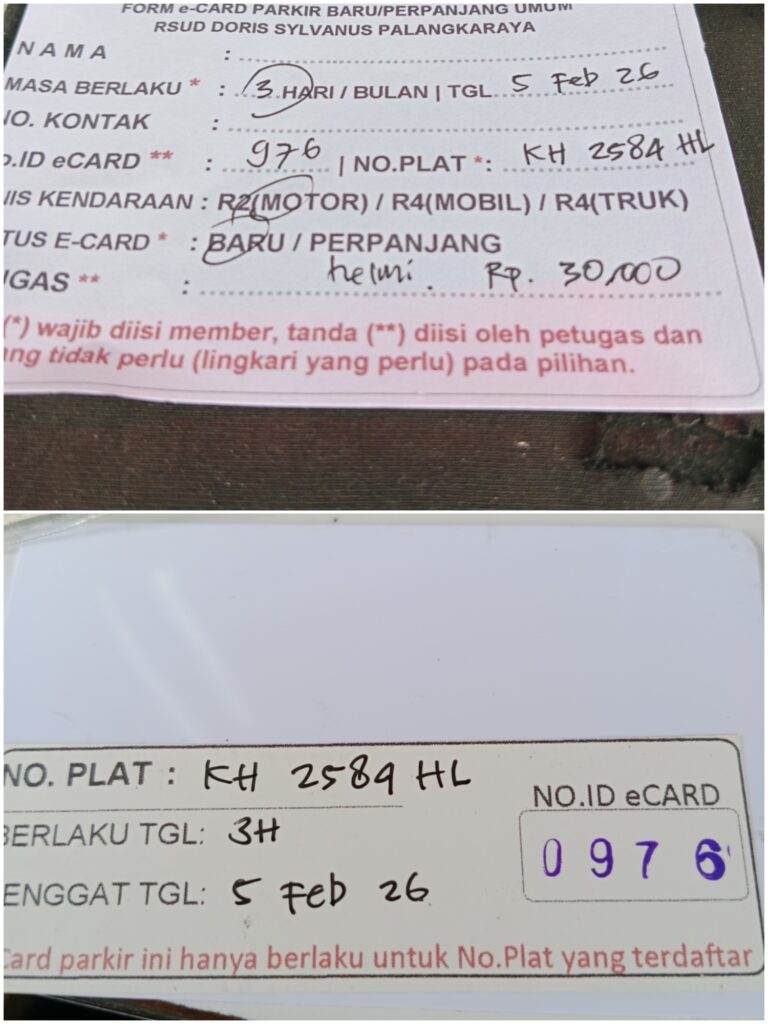 FORM e-CARD PARKIR BARU/PERPANJANG UMUM
RSUD DORIS SYLVANUS PALANGKARAYA
NAMA :
MASA BERLAKU * : 3 HARI / BULAN | TGL 5 Feb 26
NO. KONTAK :
.ID eCARD ** : 976 | NO.PLAT *: KH 2584 HL
NIS KENDARAAN : R2(MOTOR) / R4(MOBIL) / R4(TRUK)
TUS E-CARD * : BARU / PERPANJANG
UGAS ** : helmi. Rp. 30,000
(*) wajib diisi member, tanda (**) diisi oleh petugas dan
ang tidak perlu (lingkari yang perlu) pada pilihan.
NO. PLAT : KH 2584 HL
BERLAKU TGL: 3H
NO.ID eCARD
0976
ENGGAT TGL: 5 Feb 26
Card parkir ini hanya berlaku untuk No.Plat yang terdaftar